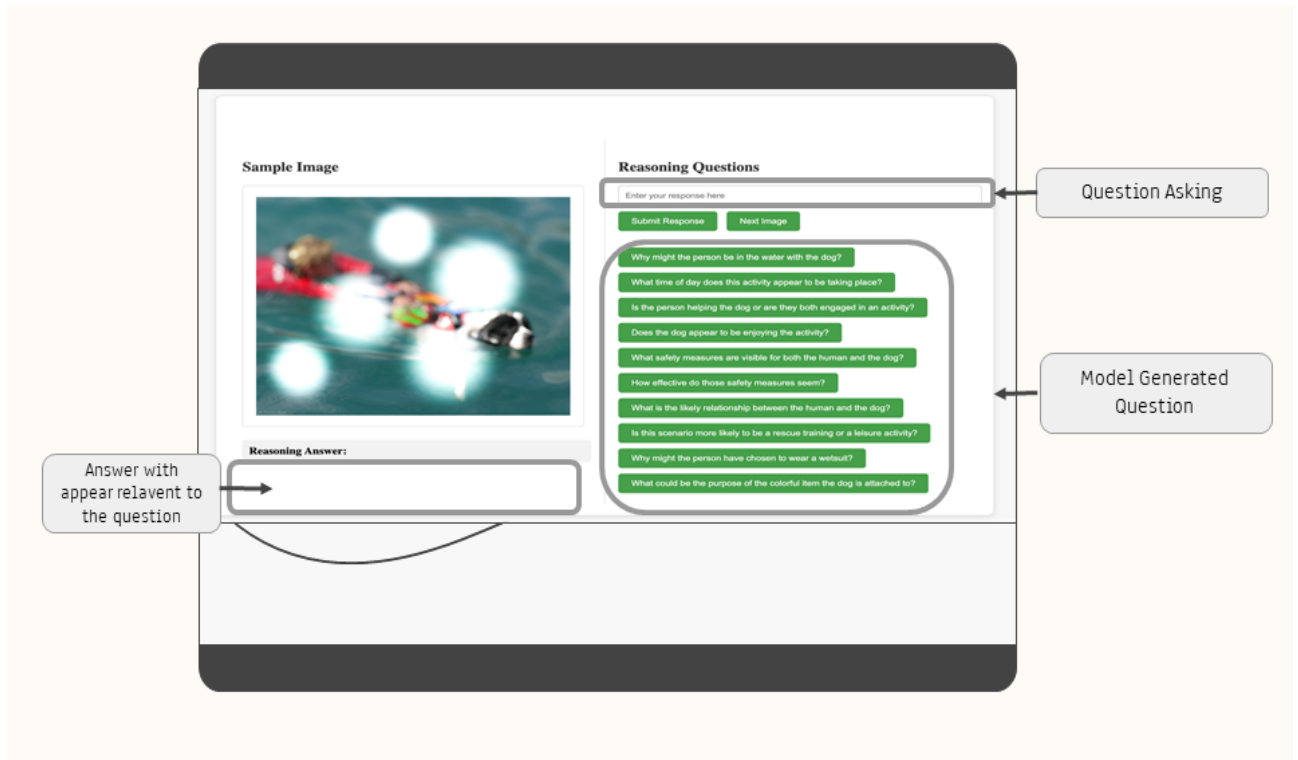 Sample Image
Reasoning Questions
Enter your response here
Submit Response
Next Image
Why might the person be in the water with the dog?
What time of day does this activity appear to be taking place?
Is the person helping the dog or are they both engaged in an activity?
Does the dog appear to be enjoying the activity?
What safety measures are visible for both the human and the dog?
How effective do those safety measures seem?
What is the likely relationship between the human and the dog?
Is this scenario more likely to be a rescue training or a leisure activity?
Why might the person have chosen to wear a wetsuit?
What could be the purpose of the colorful item the dog is attached to?
Reasoning Answer:
Question Asking
Model Generated
Question
Answer with
appear relavent to
the question